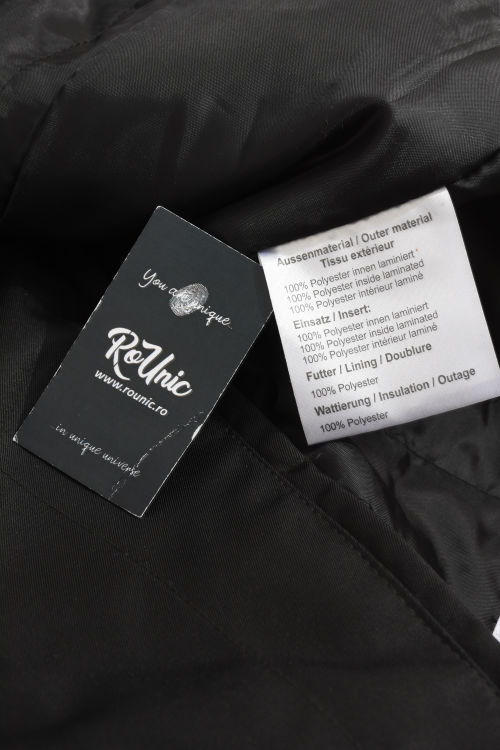 You are unique...
RoUnic
www.rounic.ro
...in unique universe
Aussenmaterial / Outer material
Tissu extérieur
100% Polyester innen laminiert
100% Polyester inside laminated
100% Polyester intérieur laminé
Einsatz / Insert:
100% Polyester innen laminiert
100% Polyester inside laminated
100% Polyester intérieur laminé
Futter / Lining / Doublure
100% Polyester
Wattierung / Insulation / Outage
100% Polyester